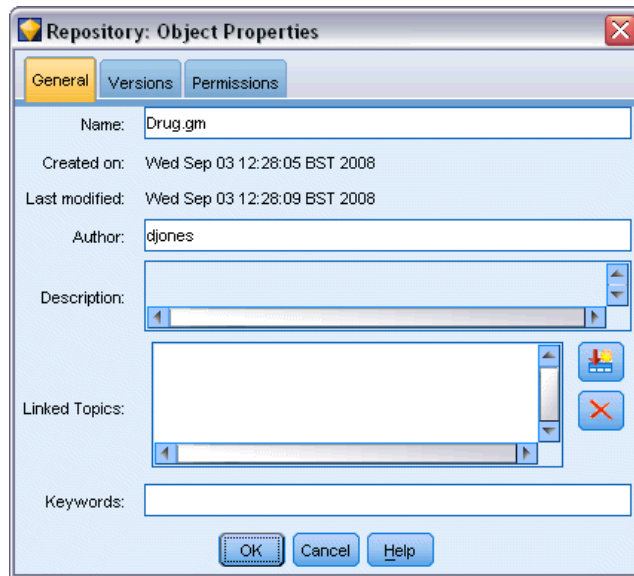 Repository: Object Properties
General Versions Permissions
Name: Drug.gm
Created on: Wed Sep 03 12:28:05 BST 2008
Last modified: Wed Sep 03 12:28:09 BST 2008
Author: djones
Description:
Linked Topics:
Keywords:
OK Cancel Help